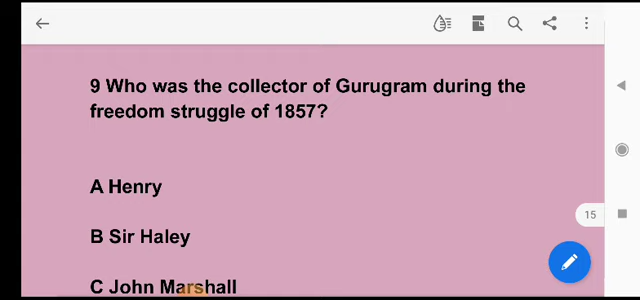 9 Who was the collector of Gurugram during the
freedom struggle of 1857?
A Henry
B Sir Haley
C John Marshall
15